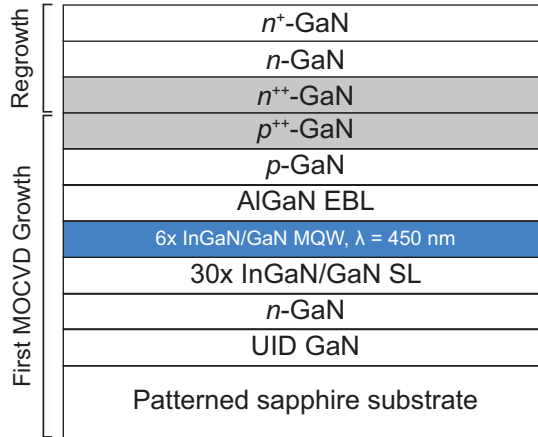 Regrowth
First MOCVD Growth
n⁺-GaN
n-GaN
n⁺⁺-GaN
p⁺⁺-GaN
p-GaN
AlGaN EBL
6x InGaN/GaN MQW, λ = 450 nm
30x InGaN/GaN SL
n-GaN
UID GaN
Patterned sapphire substrate